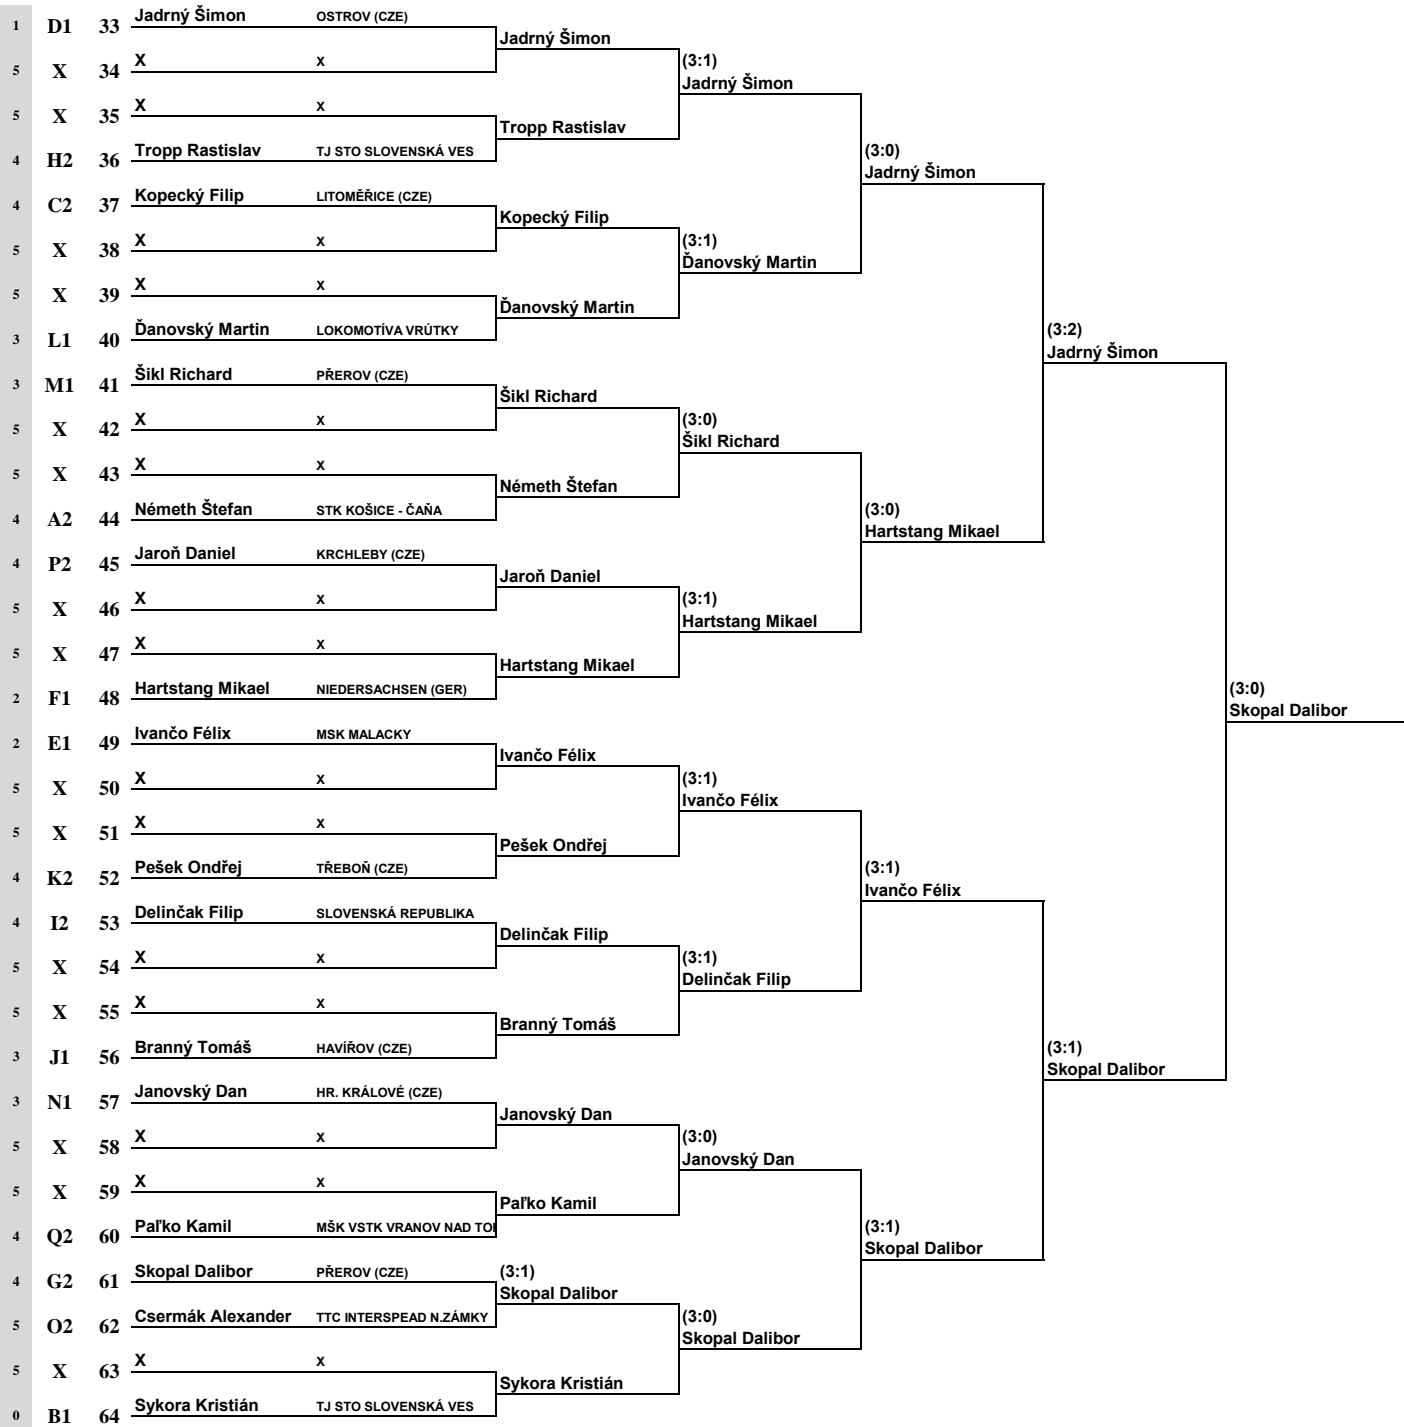 1 D1 33 Jadrný Šimon OSTROV (CZE)
Jadrný Šimon
5 X 34 X X
(3:1)
Jadrný Šimon
5 X 35 X X
Tropp Rastislav
4 H2 36 Tropp Rastislav TJ STO SLOVENSKÁ VES
(3:0)
Jadrný Šimon
4 C2 37 Kopecký Filip LITOMĚŘICE (CZE)
Kopecký Filip
5 X 38 X X
(3:1)
Ďanovský Martin
5 X 39 X X
Ďanovský Martin
3 L1 40 Ďanovský Martin LOKOMOTÍVA VRÚTKY
(3:2)
Jadrný Šimon
3 M1 41 Šikl Richard PŘEROV (CZE)
Šikl Richard
5 X 42 X X
(3:0)
Šikl Richard
5 X 43 X X
Németh Štefan
4 A2 44 Németh Štefan STK KOŠICE - ČAŇA
(3:0)
Hartstang Mikael
4 P2 45 Jaroň Daniel KRCHLEBY (CZE)
Jaroň Daniel
5 X 46 X X
(3:1)
Hartstang Mikael
5 X 47 X X
Hartstang Mikael
2 F1 48 Hartstang Mikael NIEDERSACHSEN (GER)
(3:0)
Skopal Dalibor
2 E1 49 Ivančo Félix MSK MALACKY
Ivančo Félix
5 X 50 X X
(3:1)
Ivančo Félix
5 X 51 X X
Pešek Ondřej
4 K2 52 Pešek Ondřej TŘEBOŇ (CZE)
(3:1)
Ivančo Félix
4 I2 53 Delinčak Filip SLOVENSKÁ REPUBLIKA
Delinčak Filip
5 X 54 X X
(3:1)
Delinčak Filip
5 X 55 X X
Branný Tomáš
3 J1 56 Branný Tomáš HAVÍŘOV (CZE)
(3:1)
Skopal Dalibor
3 N1 57 Janovský Dan HR. KRÁLOVÉ (CZE)
Janovský Dan
5 X 58 X X
(3:0)
Janovský Dan
5 X 59 X X
Paľko Kamil
4 Q2 60 Paľko Kamil MŠK VSTK VRANOV NAD TO
(3:1)
Skopal Dalibor
4 G2 61 Skopal Dalibor PŘEROV (CZE)
(3:1)
Skopal Dalibor
5 O2 62 Csermák Alexander TTC INTERSPEAD N.ZÁMKY
(3:0)
Skopal Dalibor
5 X 63 X X
Sykora Kristián
0 B1 64 Sykora Kristián TJ STO SLOVENSKÁ VES